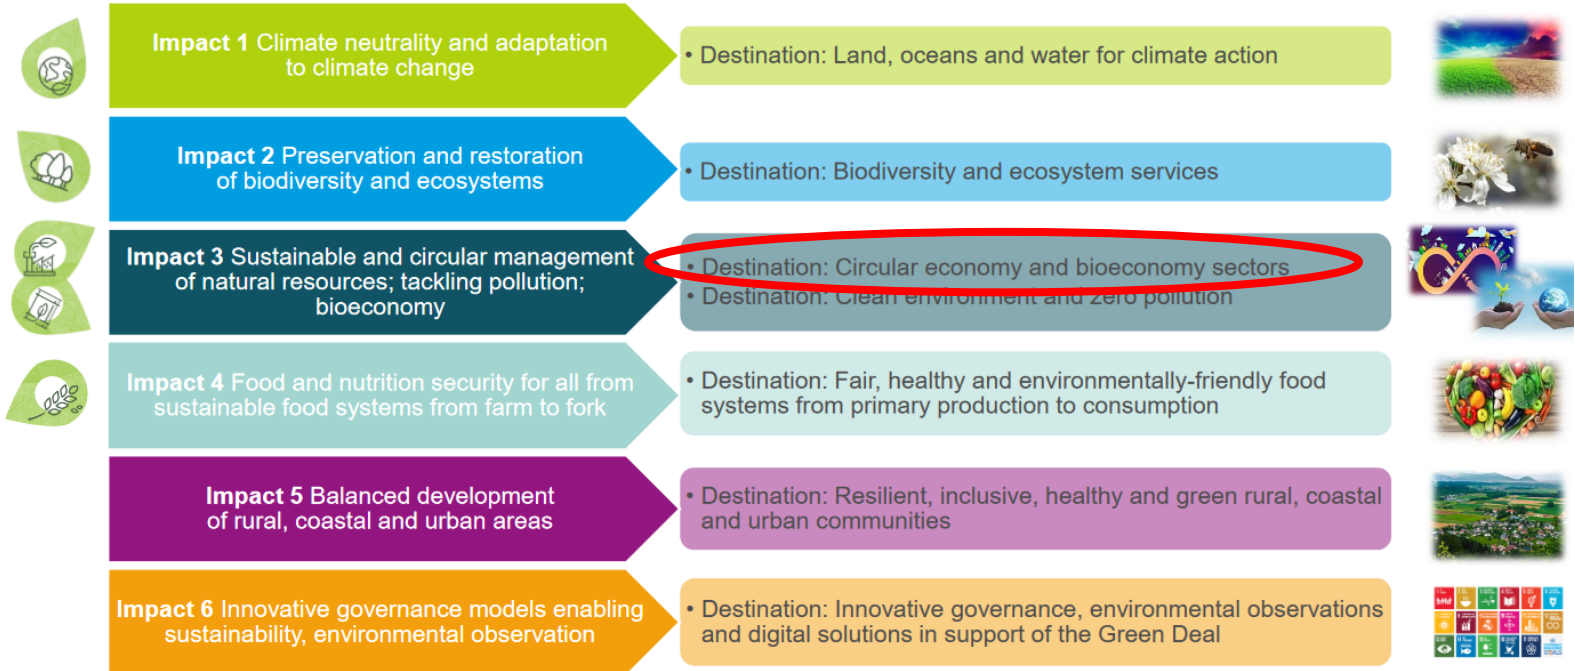 Impact 1 Climate neutrality and adaptation
to climate change
• Destination: Land, oceans and water for climate action
Impact 2 Preservation and restoration
of biodiversity and ecosystems
• Destination: Biodiversity and ecosystem services
Impact 3 Sustainable and circular management
of natural resources; tackling pollution;
bioeconomy
• Destination: Circular economy and bioeconomy sectors
• Destination: Clean environment and zero pollution
Impact 4 Food and nutrition security for all from
sustainable food systems from farm to fork
• Destination: Fair, healthy and environmentally-friendly food
systems from primary production to consumption
Impact 5 Balanced development
of rural, coastal and urban areas
• Destination: Resilient, inclusive, healthy and green rural, coastal
and urban communities
Impact 6 Innovative governance models enabling
sustainability, environmental observation
• Destination: Innovative governance, environmental observations
and digital solutions in support of the Green Deal